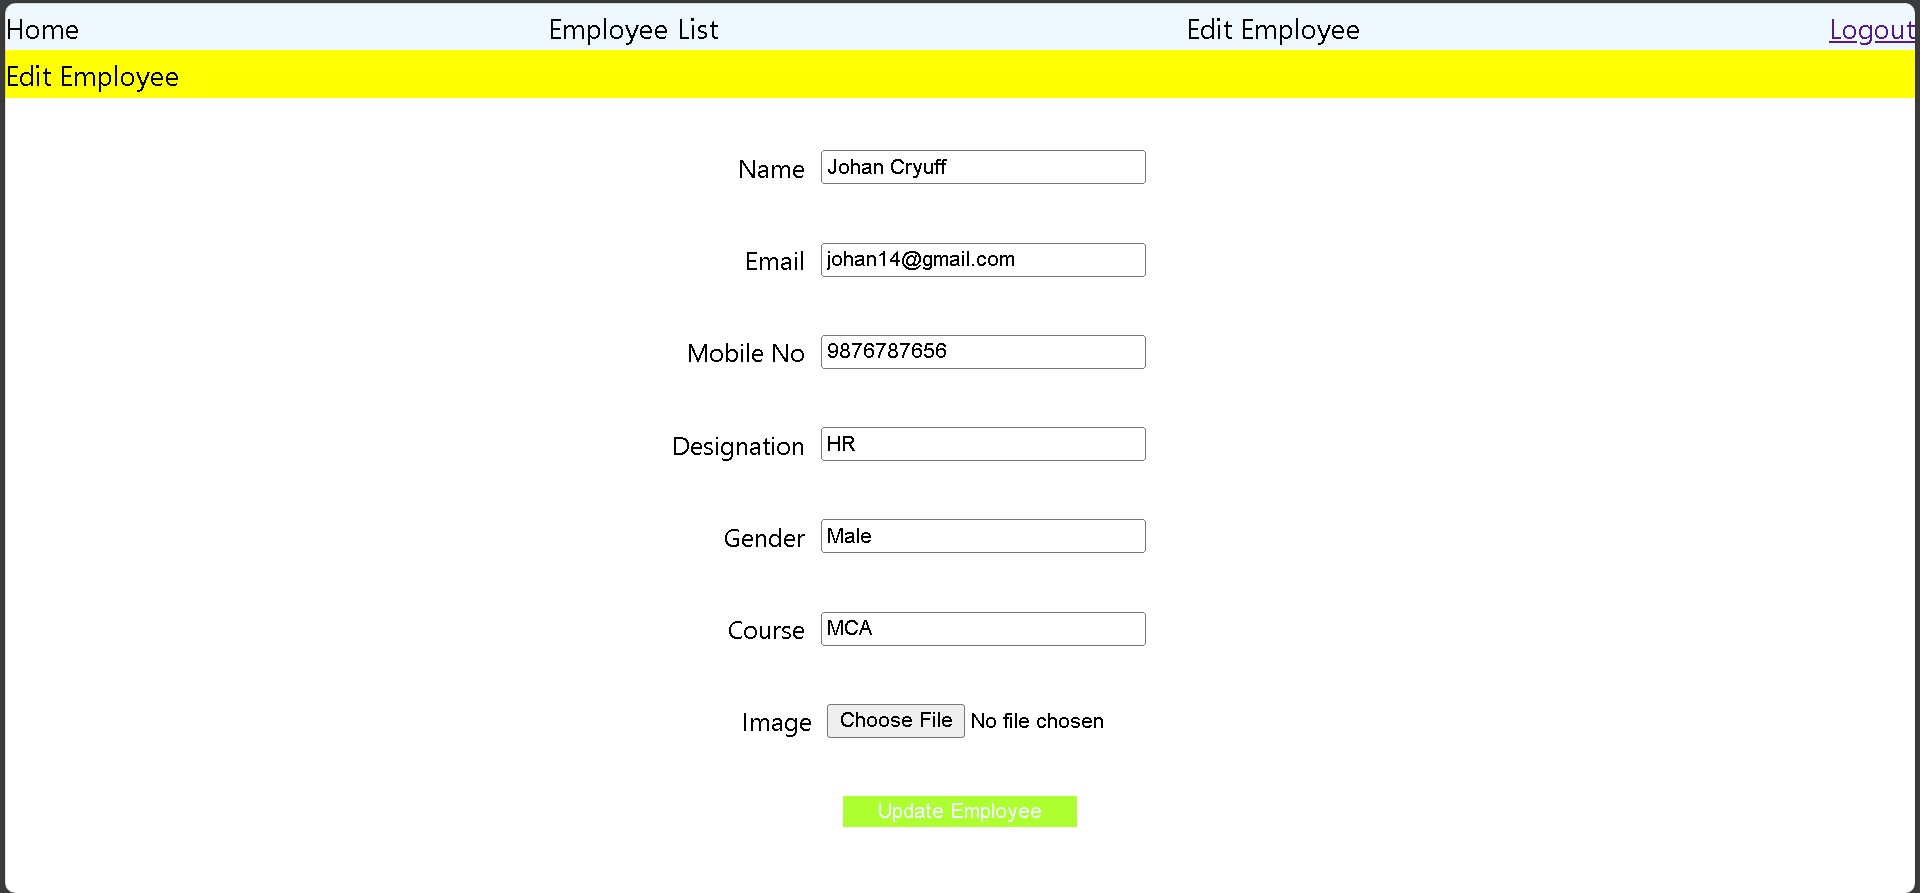 Home Employee List Edit Employee Logout
Edit Employee
Name Johan Cryuff
Email johan14@gmail.com
Mobile No 9876787656
Designation HR
Gender Male
Course MCA
Image Choose File No file chosen
Update Employee